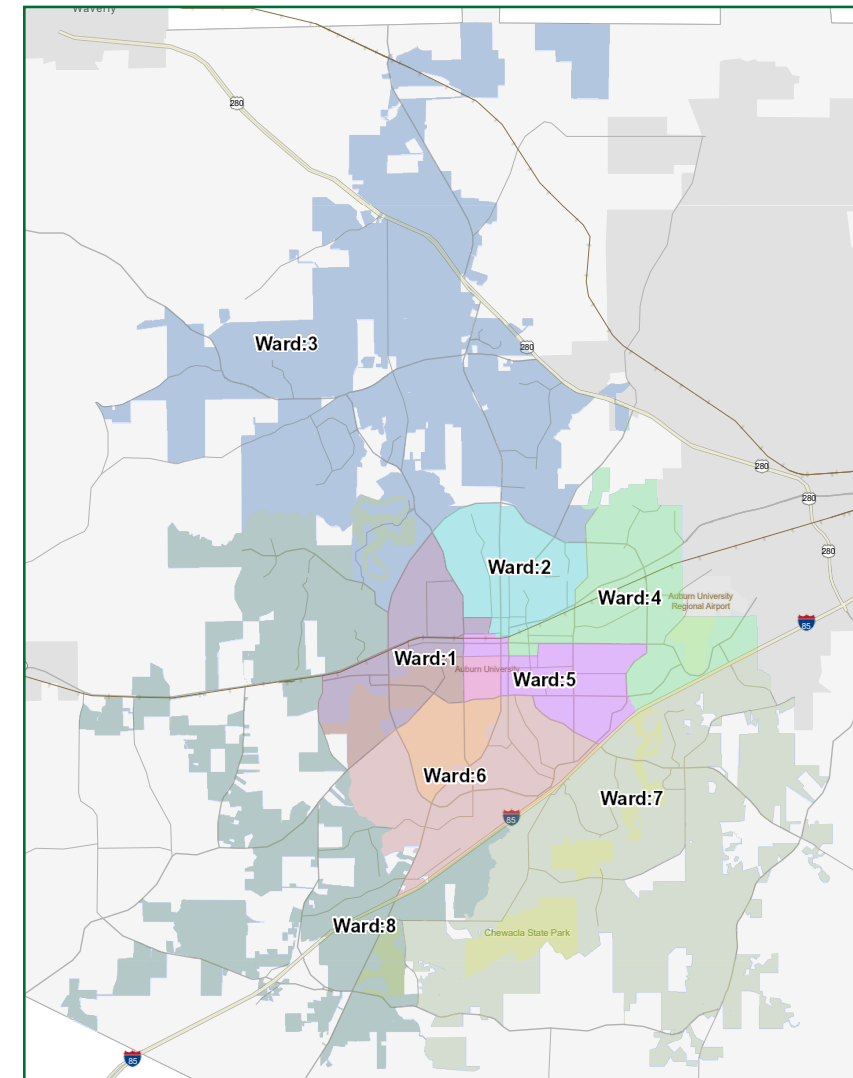 Waverly
280
Ward:3
280
280
280
280
Ward:2
Ward:4
Auburn University
Regional Airport
85
Ward:1
Auburn University
Ward:5
Ward:6
Ward:7
85
Ward:8
Chewacla State Park
85